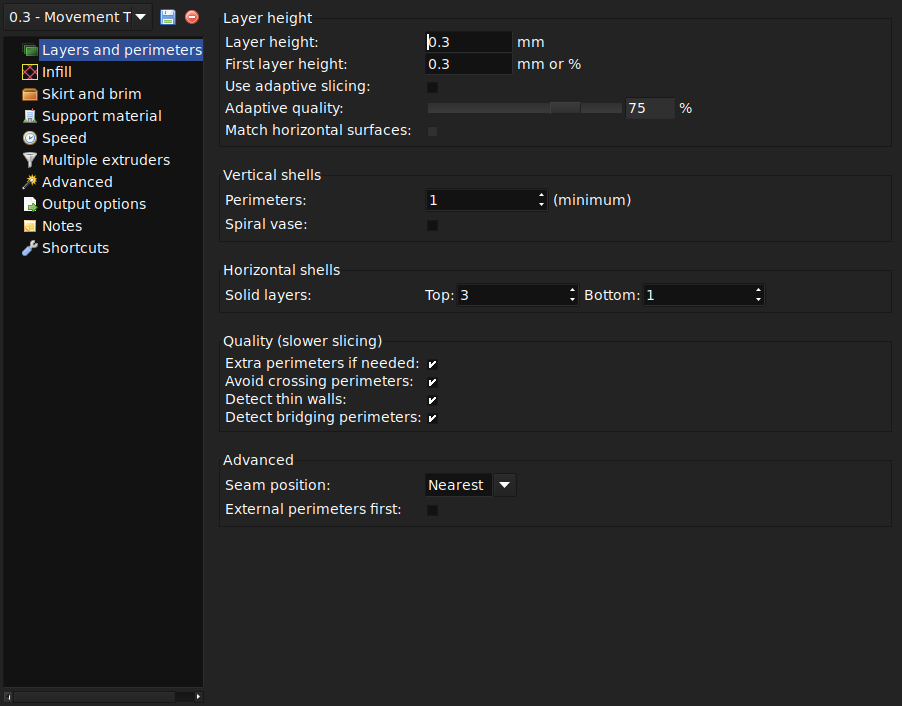 0.3 - Movement T
Layers and perimeters
Infill
Skirt and brim
Support material
Speed
Multiple extruders
Advanced
Output options
Notes
Shortcuts
Layer height
Layer height: 0.3 mm
First layer height: 0.3 mm or %
Use adaptive slicing:
Adaptive quality: 75 %
Match horizontal surfaces:
Vertical shells
Perimeters: 1 (minimum)
Spiral vase:
Horizontal shells
Solid layers: Top: 3 Bottom: 1
Quality (slower slicing)
Extra perimeters if needed:
Avoid crossing perimeters:
Detect thin walls:
Detect bridging perimeters:
Advanced
Seam position: Nearest
External perimeters first: